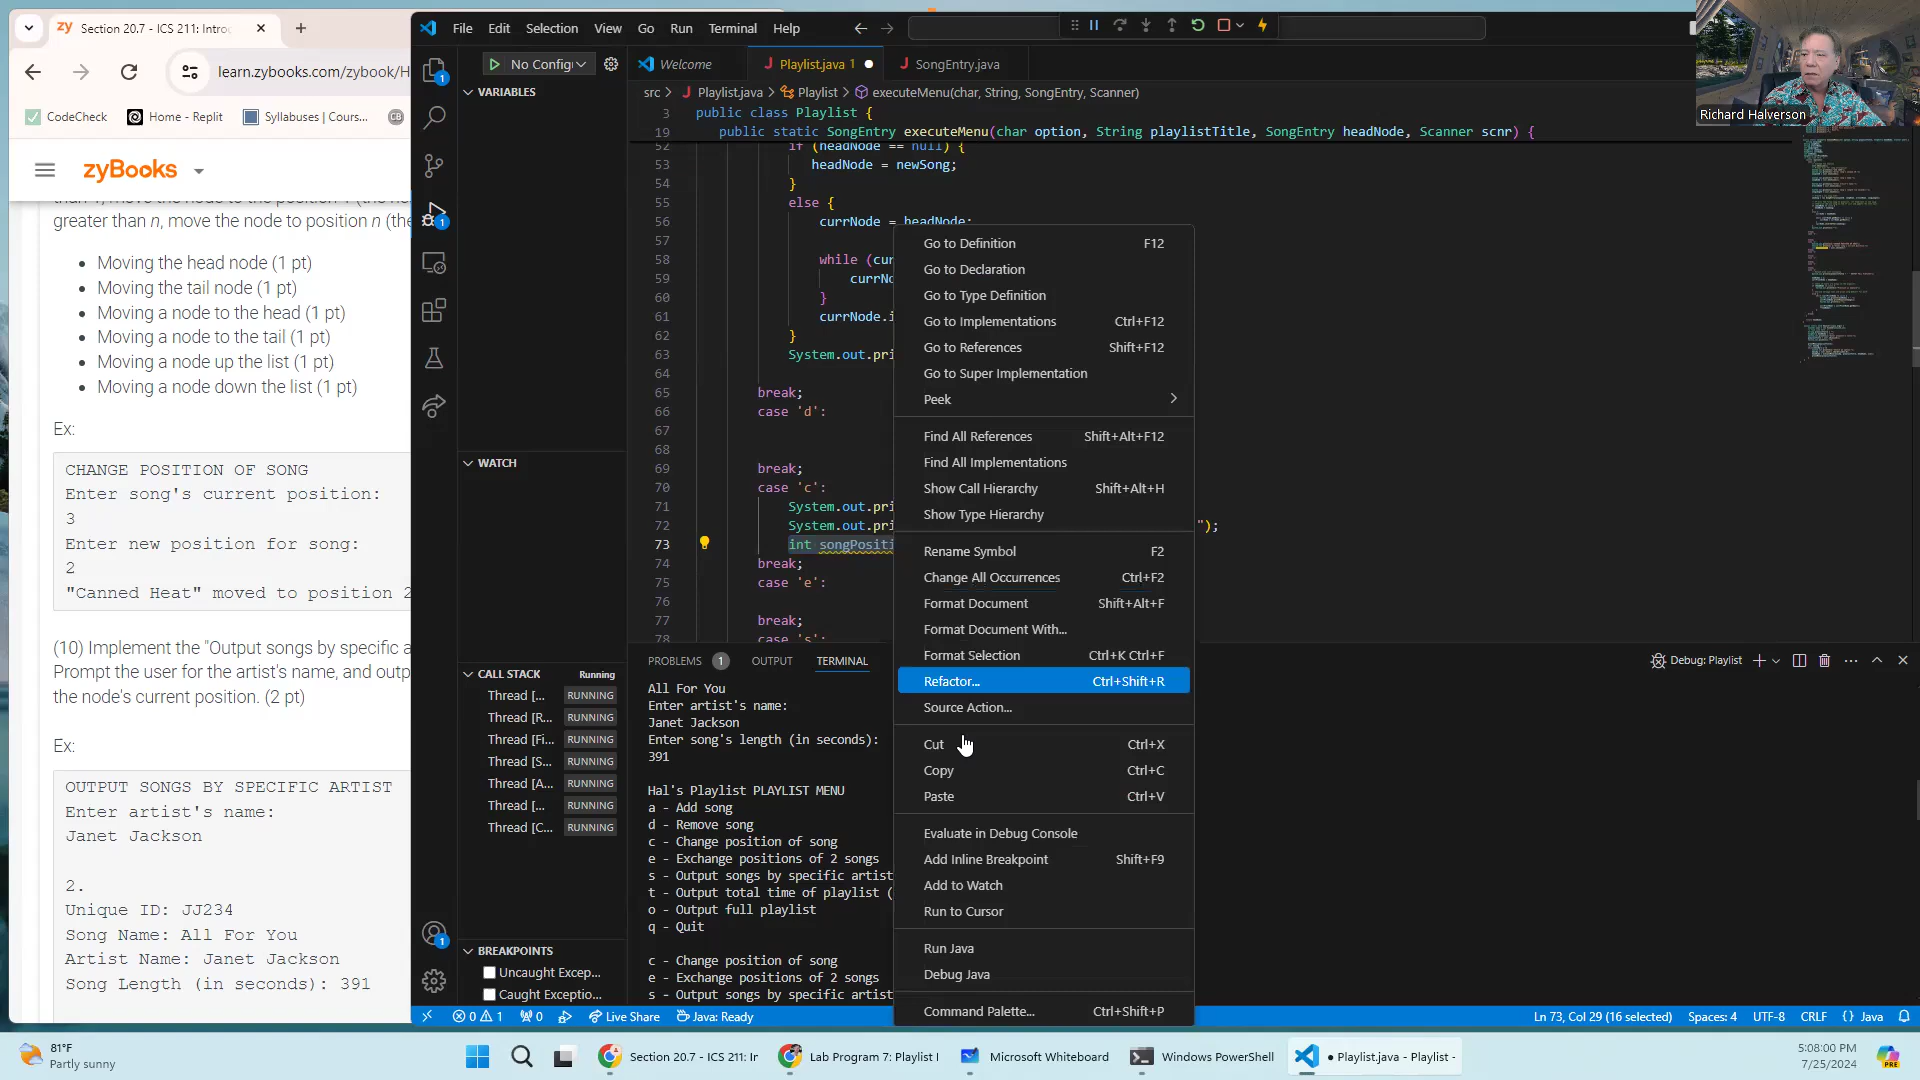 Section 20.7 - ICS 211: Intro
learn.zybooks.com/zybook/H
CodeCheck
Home - Replit
Syllabuses | Cours...
zyBooks
greater than n, move the node to position n (the
Moving the head node (1 pt)
Moving the tail node (1 pt)
Moving a node to the head (1 pt)
Moving a node to the tail (1 pt)
Moving a node up the list (1 pt)
Moving a node down the list (1 pt)
Ex:
CHANGE POSITION OF SONG
Enter song's current position:
3
Enter new position for song:
2
"Canned Heat" moved to position 2
(10) Implement the "Output songs by specific a
Prompt the user for the artist's name, and outp
the node's current position. (2 pt)
Ex:
OUTPUT SONGS BY SPECIFIC ARTIST
Enter artist's name:
Janet Jackson
2.
Unique ID: JJ234
Song Name: All For You
Artist Name: Janet Jackson
Song Length (in seconds): 391
File Edit Selection View Go Run Terminal Help
No Config
VARIABLES
WATCH
CALL STACK Running
Thread [... RUNNING
Thread [R... RUNNING
Thread [Fi... RUNNING
Thread [S... RUNNING
Thread [A... RUNNING
Thread [... RUNNING
Thread [C... RUNNING
BREAKPOINTS
Uncaught Excep...
Caught Exceptio...
Welcome
Playlist.java 1
SongEntry.java
src > Playlist.java > Playlist > executeMenu(char, String, SongEntry, Scanner)
3 public class Playlist {
19 public static SongEntry executeMenu(char option, String playlistTitle, SongEntry headNode, Scanner scnr) {
52 if (headNode == null) {
53 headNode = newSong;
54 }
55 else {
56 currNode = headNode;
57
58 while (cur
59 currN
60 }
61 currNode.i
62 }
63 System.out.pri
64
65 break;
66 case 'd':
67
68
69 break;
70 case 'c':
71 System.out.pri
72 System.out.pri ");
73 int songPositi
74 break;
75 case 'e':
76
77 break;
78 case 's':
Go to Definition F12
Go to Declaration
Go to Type Definition
Go to Implementations Ctrl+F12
Go to References Shift+F12
Go to Super Implementation
Peek
Find All References Shift+Alt+F12
Find All Implementations
Show Call Hierarchy Shift+Alt+H
Show Type Hierarchy
Rename Symbol F2
Change All Occurrences Ctrl+F2
Format Document Shift+Alt+F
Format Document With...
Format Selection Ctrl+K Ctrl+F
Refactor... Ctrl+Shift+R
Source Action...
Cut Ctrl+X
Copy Ctrl+C
Paste Ctrl+V
Evaluate in Debug Console
Add Inline Breakpoint Shift+F9
Add to Watch
Run to Cursor
Run Java
Debug Java
Command Palette... Ctrl+Shift+P
PROBLEMS 1 OUTPUT TERMINAL
Debug: Playlist
All For You
Enter artist's name:
Janet Jackson
Enter song's length (in seconds):
391
Hal's Playlist PLAYLIST MENU
a - Add song
d - Remove song
c - Change position of song
e - Exchange positions of 2 songs
s - Output songs by specific artist
t - Output total time of playlist (
o - Output full playlist
q - Quit
c - Change position of song
e - Exchange positions of 2 songs
s - Output songs by specific artist
0 1 0 Live Share Java: Ready
Ln 73, Col 29 (16 selected) Spaces: 4 UTF-8 CRLF {} Java
Richard Halverson
81°F
Partly sunny
Section 20.7 - ICS 211: Ir
Lab Program 7: Playlist I
Microsoft Whiteboard
Windows PowerShell
● Playlist.java - Playlist -
5:08:00 PM
7/25/2024
PRE